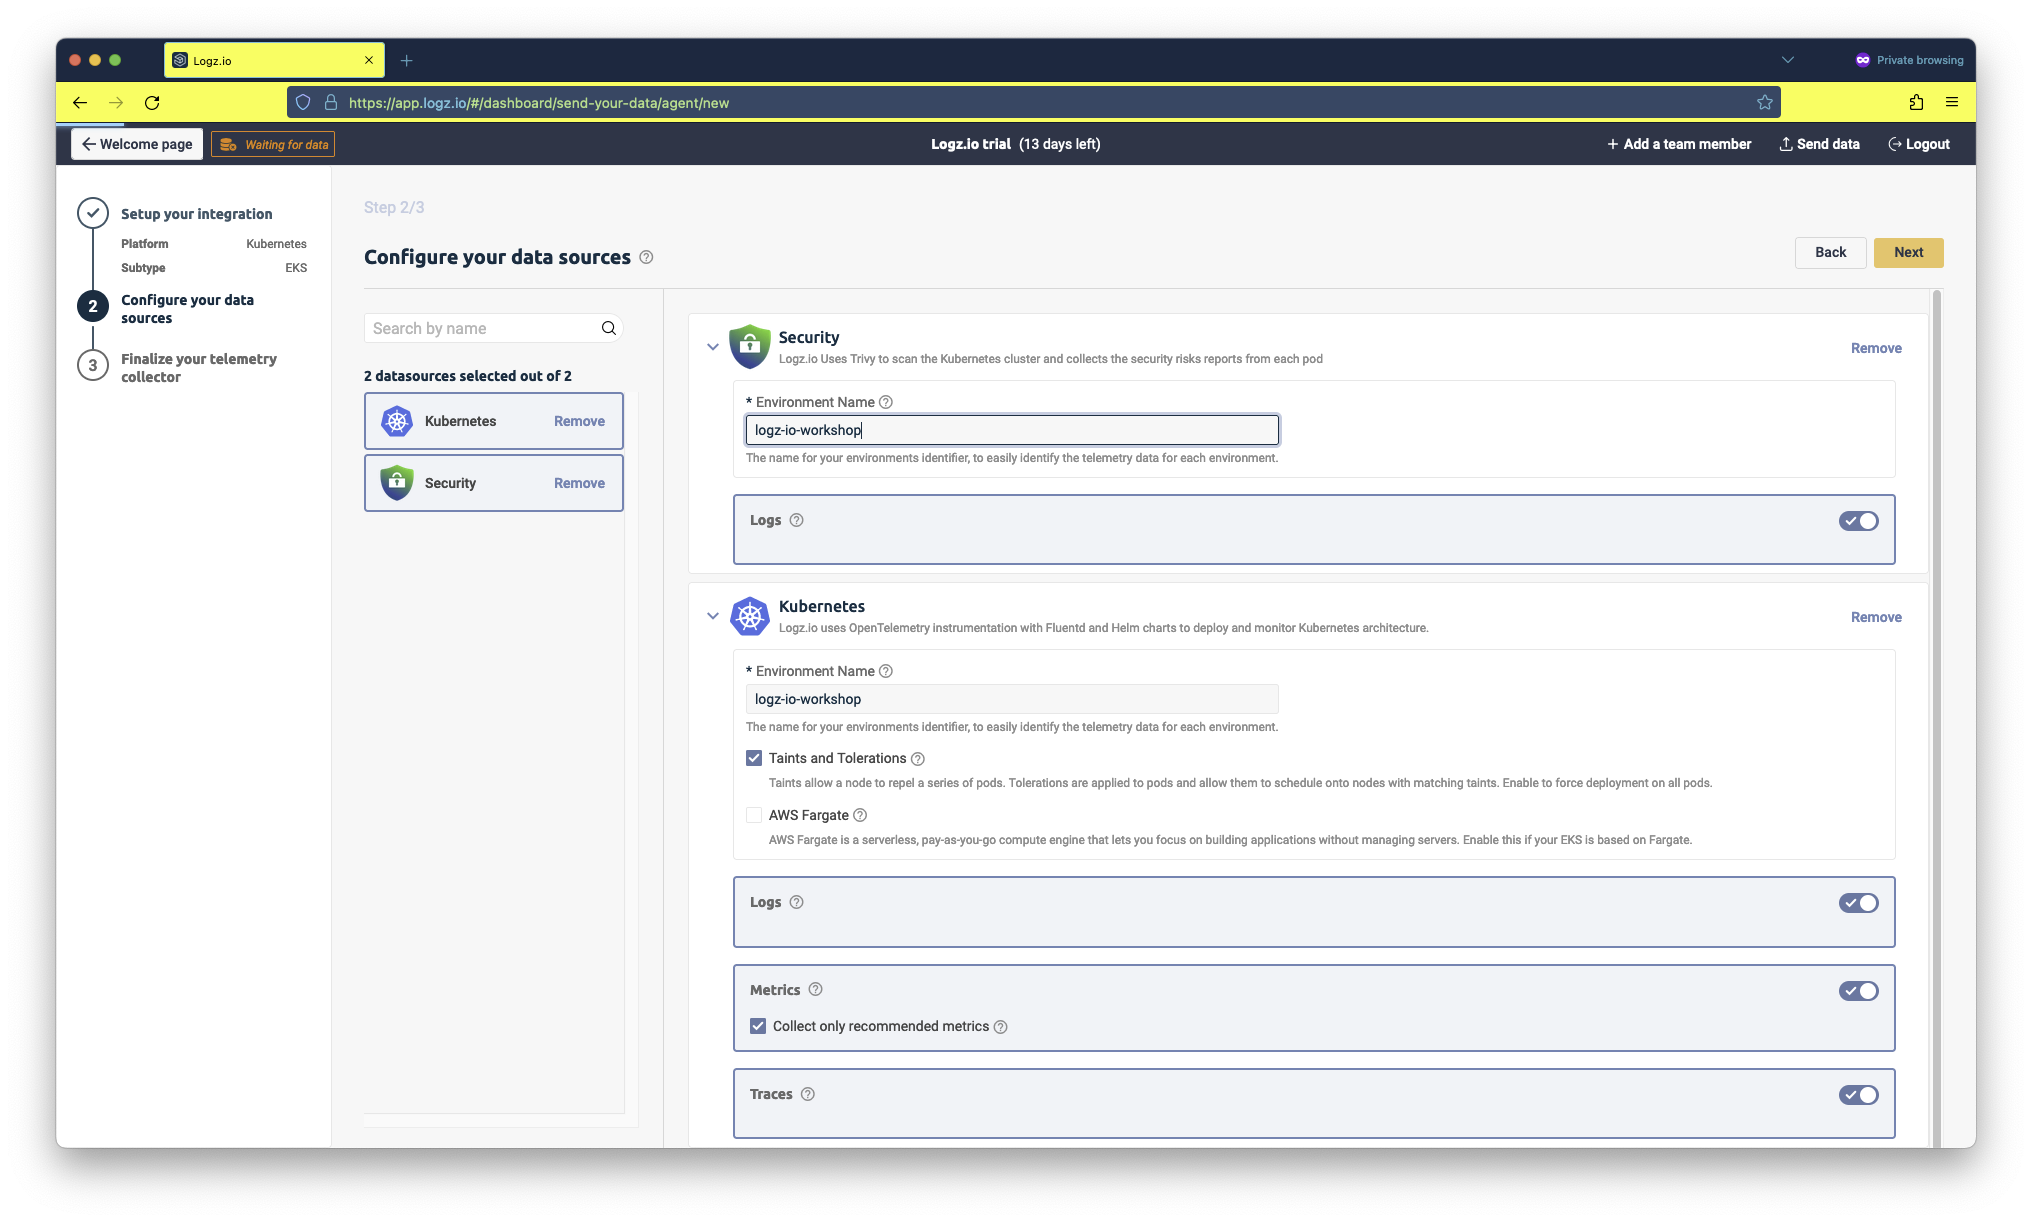 Logz.io
Private browsing
https://app.logz.io/#/dashboard/send-your-data/agent/new
Welcome page
Waiting for data
Logz.io trial (13 days left)
Add a team member
Send data
Logout
Setup your integration
Platform Kubernetes
Subtype EKS
2
Configure your data
sources
3
Finalize your telemetry
collector
Step 2/3
Configure your data sources
Back
Next
Search by name
2 datasources selected out of 2
Kubernetes Remove
Security Remove
Security
Logz.io Uses Trivy to scan the Kubernetes cluster and collects the security risks reports from each pod
Remove
* Environment Name
logz-io-workshop
The name for your environments identifier, to easily identify the telemetry data for each environment.
Logs
Kubernetes
Logz.io uses OpenTelemetry instrumentation with Fluentd and Helm charts to deploy and monitor Kubernetes architecture.
Remove
* Environment Name
logz-io-workshop
The name for your environments identifier, to easily identify the telemetry data for each environment.
Taints and Tolerations
Taints allow a node to repel a series of pods. Tolerations are applied to pods and allow them to schedule onto nodes with matching taints. Enable to force deployment on all pods.
AWS Fargate
AWS Fargate is a serverless, pay-as-you-go compute engine that lets you focus on building applications without managing servers. Enable this if your EKS is based on Fargate.
Logs
Metrics
Collect only recommended metrics
Traces